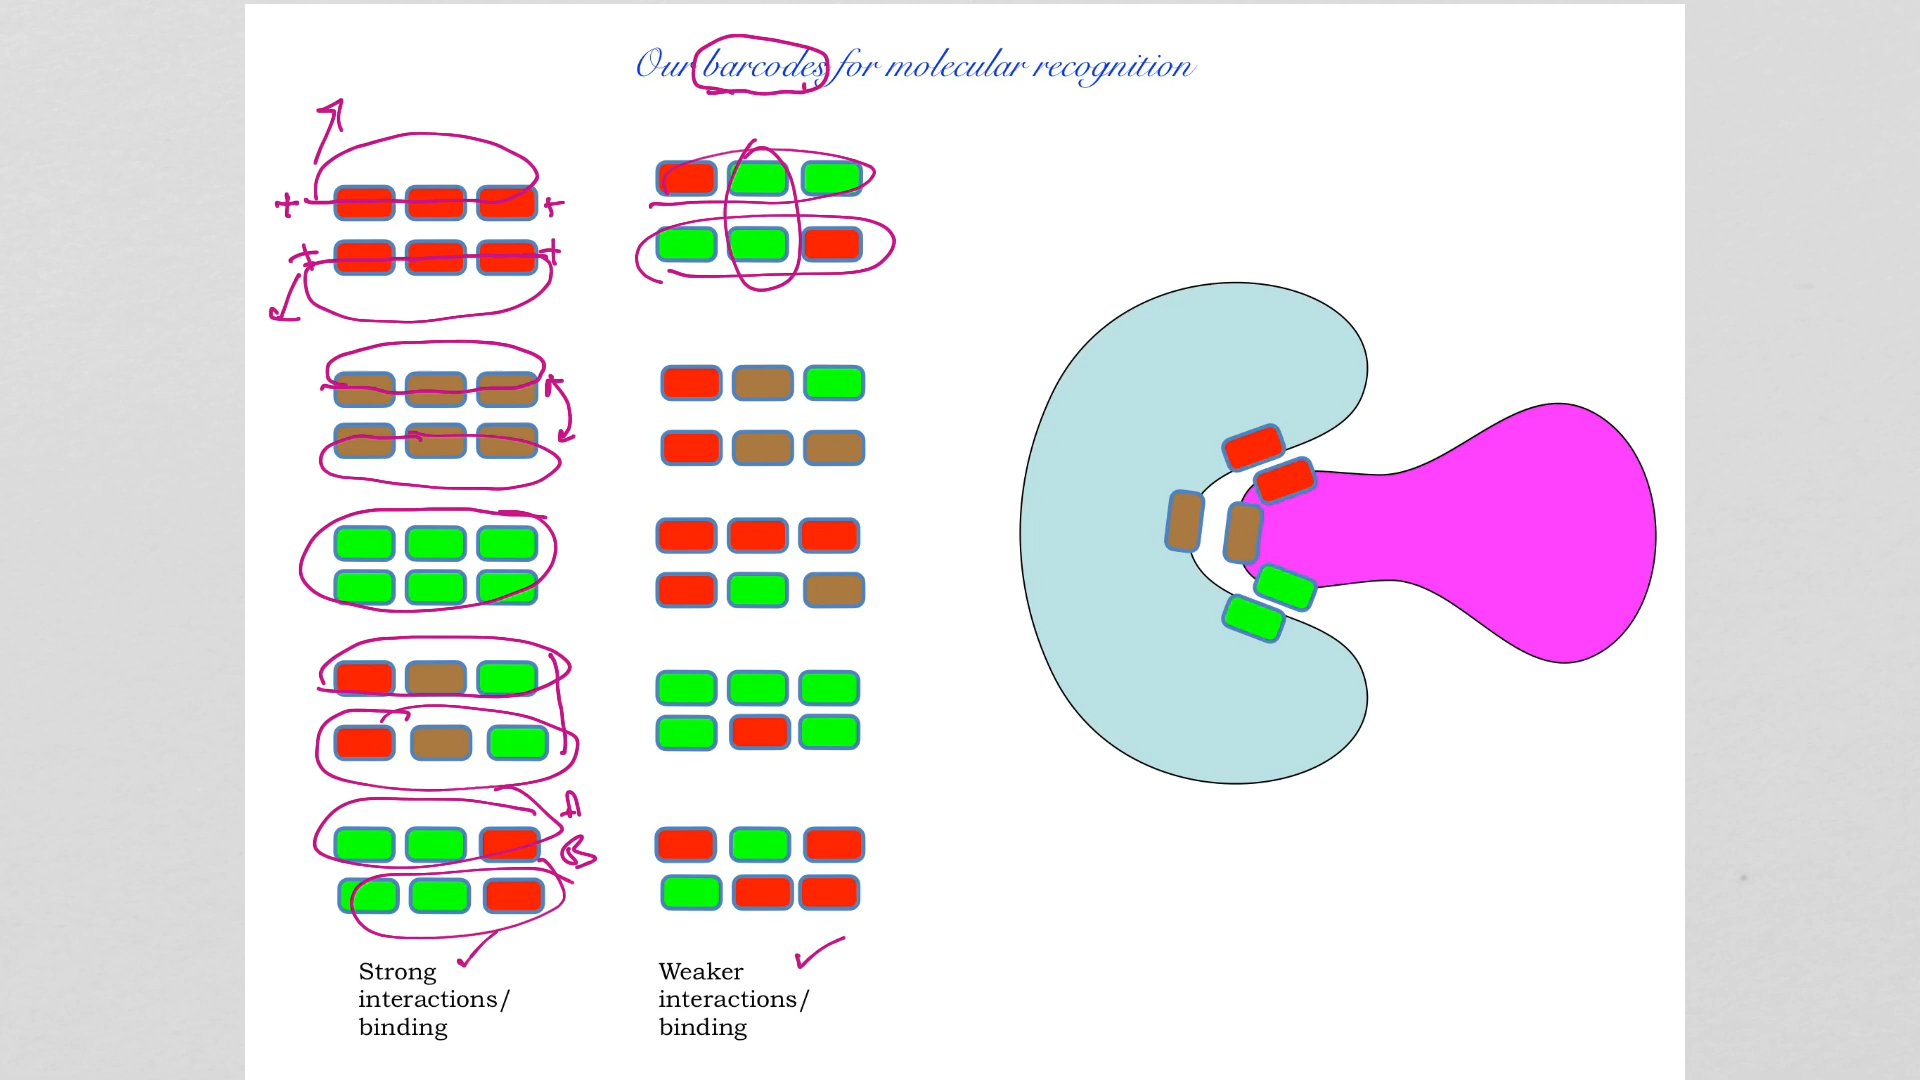 Our barcodes for molecular recognition
+ +
+ +
A
B
Strong
interactions/
binding
Weaker
interactions/
binding